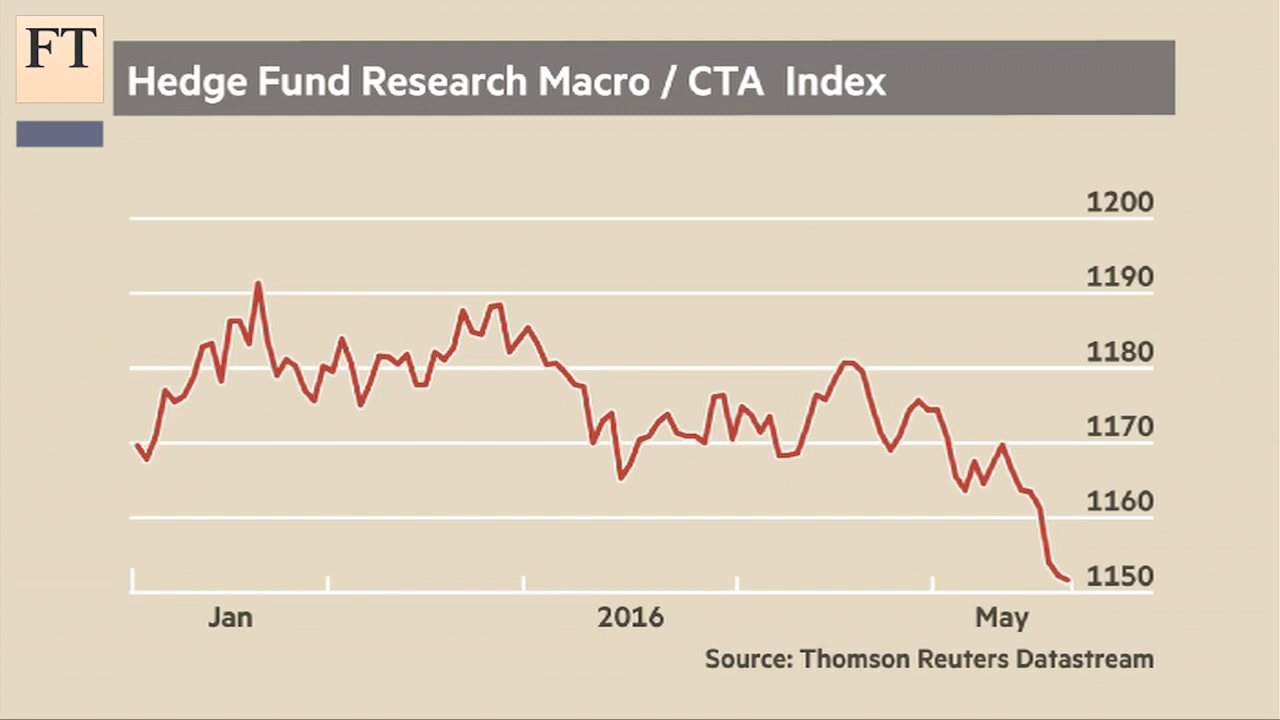 FT
Hedge Fund Research Macro / CTA Index
1200
1190
1180
1170
1160
1150
Jan 2016 May
Source: Thomson Reuters Datastream